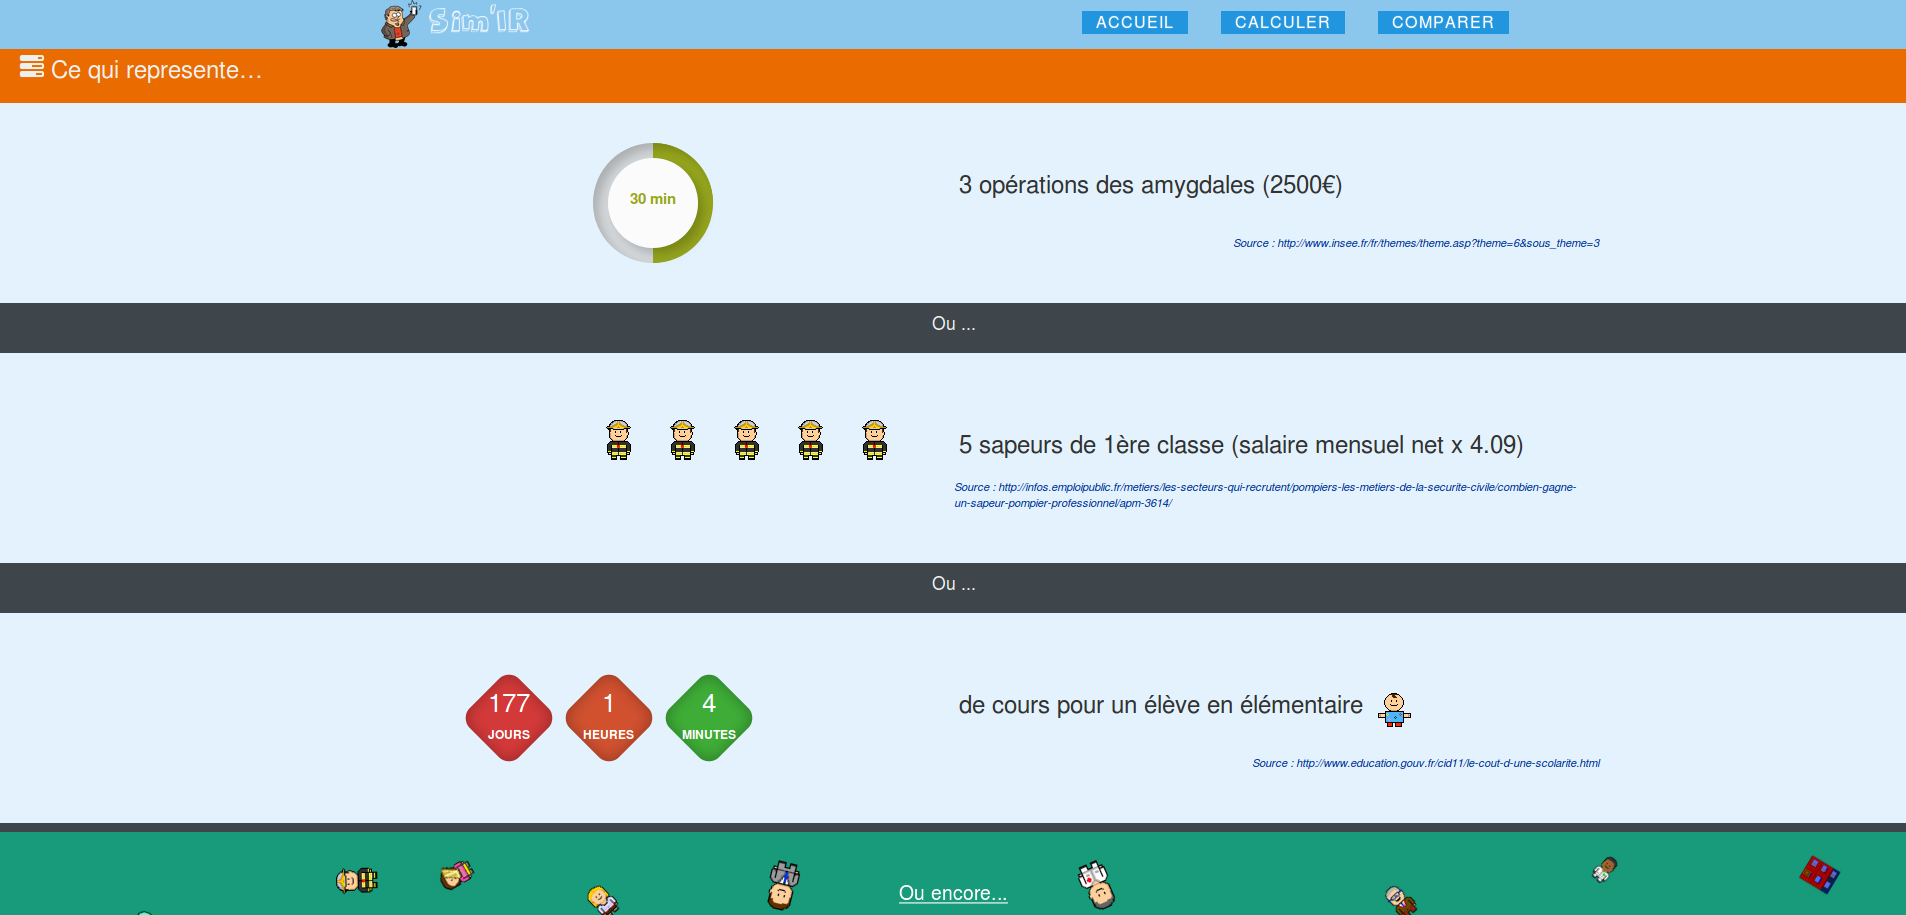 Sim'IR
ACCUEIL CALCULER COMPARER
Ce qui represente...
30 min
3 opérations des amygdales (2500€)
Source : http://www.insee.fr/fr/themes/theme.asp?theme=6&sous_theme=3
Ou ...
5 sapeurs de 1ère classe (salaire mensuel net x 4.09)
Source : http://infos.emploipublic.fr/metiers/les-secteurs-qui-recrutent/pompiers-les-metiers-de-la-securite-civile/combien-gagne-
un-sapeur-pompier-professionnel/apm-3614/
Ou ...
177 1 4
JOURS HEURES MINUTES
de cours pour un élève en élémentaire
Source : http://www.education.gouv.fr/cid11/le-cout-d-une-scolarite.html
Ou encore...